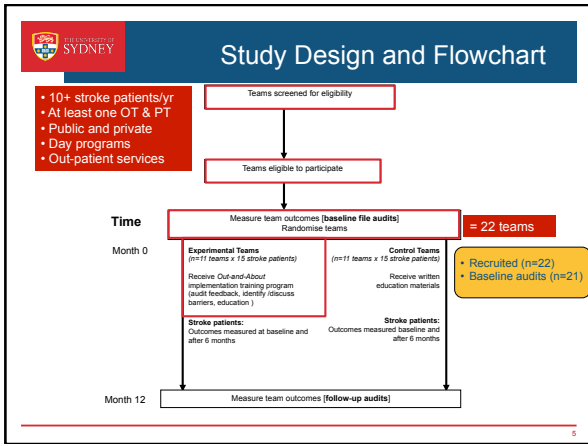 THE UNIVERSITY OF
SYDNEY
Study Design and Flowchart
• 10+ stroke patients/yr
• At least one OT & PT
• Public and private
• Day programs
• Out-patient services
Teams screened for eligibility
Teams eligible to participate
Time
Measure team outcomes [baseline file audits]
Randomise teams
= 22 teams
Month 0
Experimental Teams
(n=11 teams x 15 stroke patients)
Receive Out-and-About
implementation training program
(audit feedback, identify /discuss
barriers, education )
Stroke patients:
Outcomes measured at baseline and
after 6 months
Control Teams
(n=11 teams x 15 stroke patients)
Receive written
education materials
Stroke patients:
Outcomes measured baseline and
after 6 months
• Recruited (n=22)
• Baseline audits (n=21)
Month 12
Measure team outcomes [follow-up audits]
5